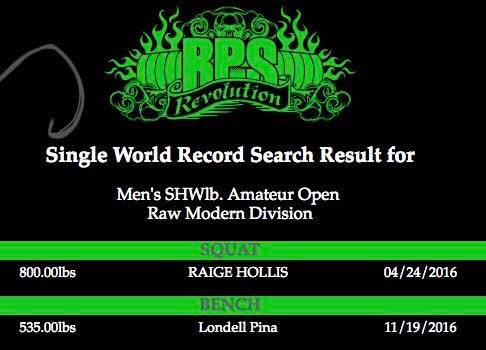 RPS
Revolution
Single World Record Search Result for
Men's SHWlb. Amateur Open
Raw Modern Division
SQUAT
800.00lbs RAIGE HOLLIS 04/24/2016
BENCH
535.00lbs Londell Pina 11/19/2016